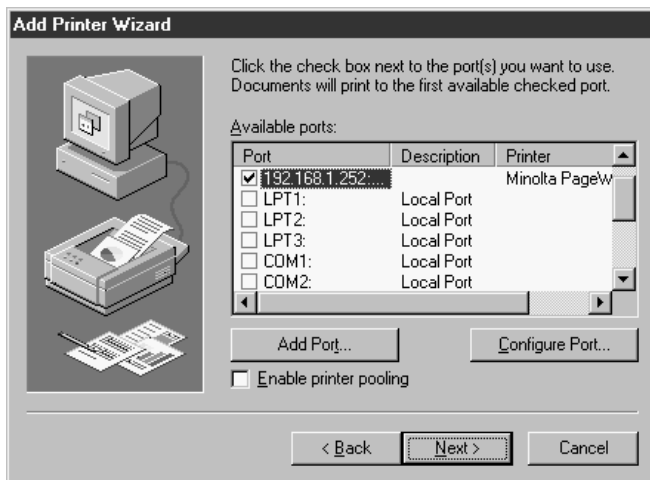 Add Printer Wizard
Click the check box next to the port(s) you want to use.
Documents will print to the first available checked port.
Available ports:
Port Description Printer
192.168.1.252:... Minolta PageW
LPT1: Local Port
LPT2: Local Port
LPT3: Local Port
COM1: Local Port
COM2: Local Port
Add Port... Configure Port...
Enable printer pooling
< Back Next > Cancel